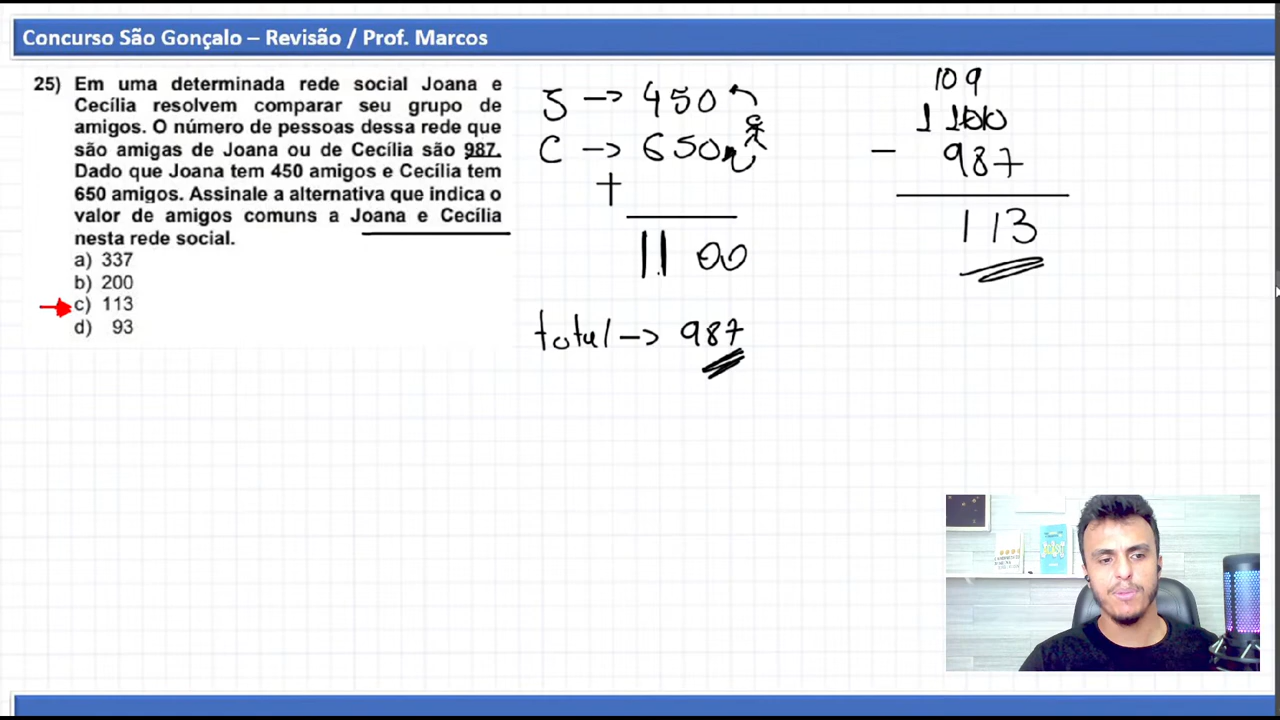 Concurso São Gonçalo – Revisão / Prof. Marcos
25) Em uma determinada rede social Joana e
Cecília resolvem comparar seu grupo de
amigos. O número de pessoas dessa rede que
são amigas de Joana ou de Cecília são 987.
Dado que Joana tem 450 amigos e Cecília tem
650 amigos. Assinale a alternativa que indica o
valor de amigos comuns a Joana e Cecília
nesta rede social.
a) 337
b) 200
c) 113
d) 93
J → 450
C → 650
+
1100
total → 987
109
1100
- 987
113